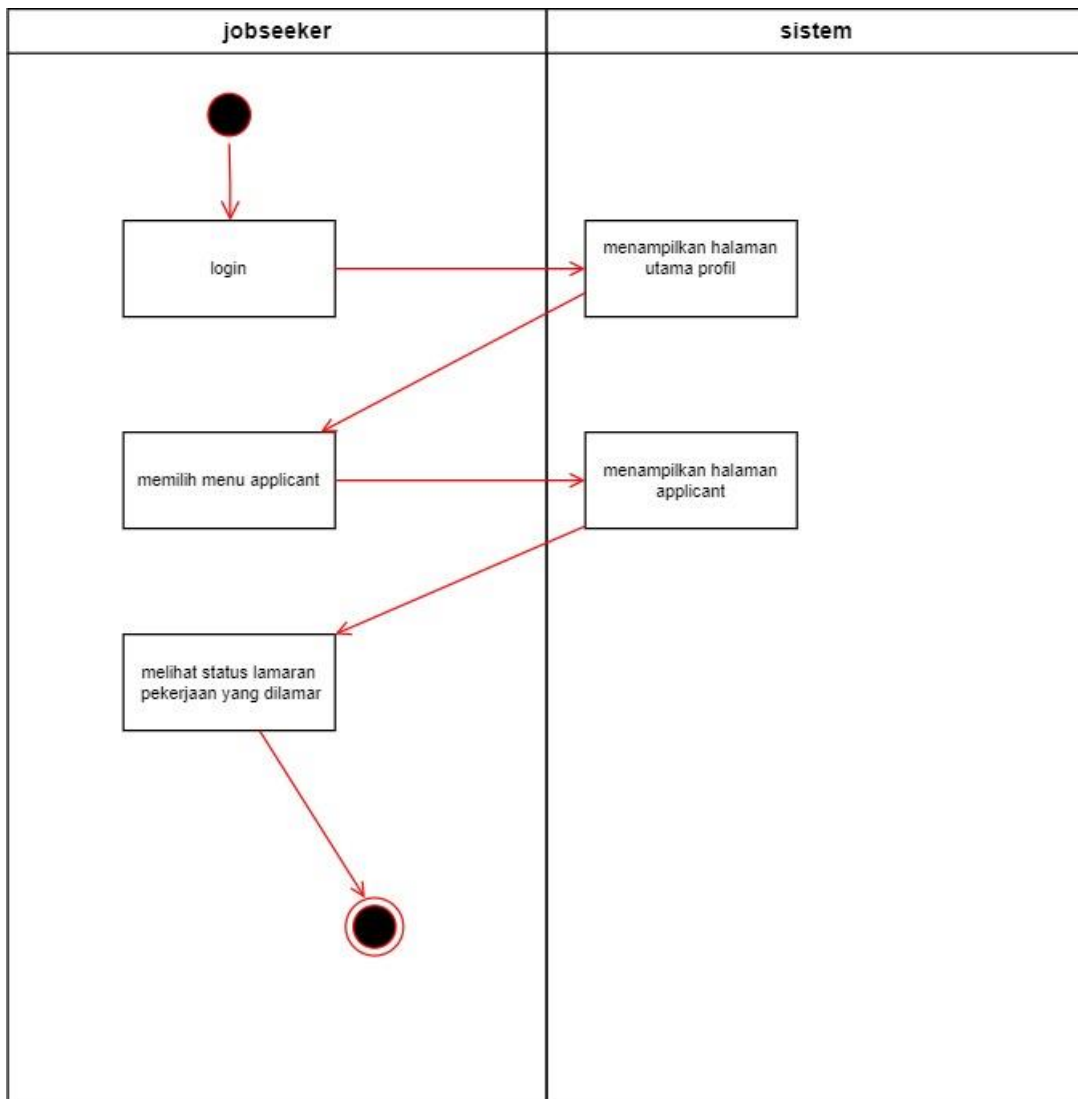 jobseeker
sistem
login
menampilkan halaman
utama profil
memilih menu applicant
menampilkan halaman
applicant
melihat status lamaran
pekerjaan yang dilamar